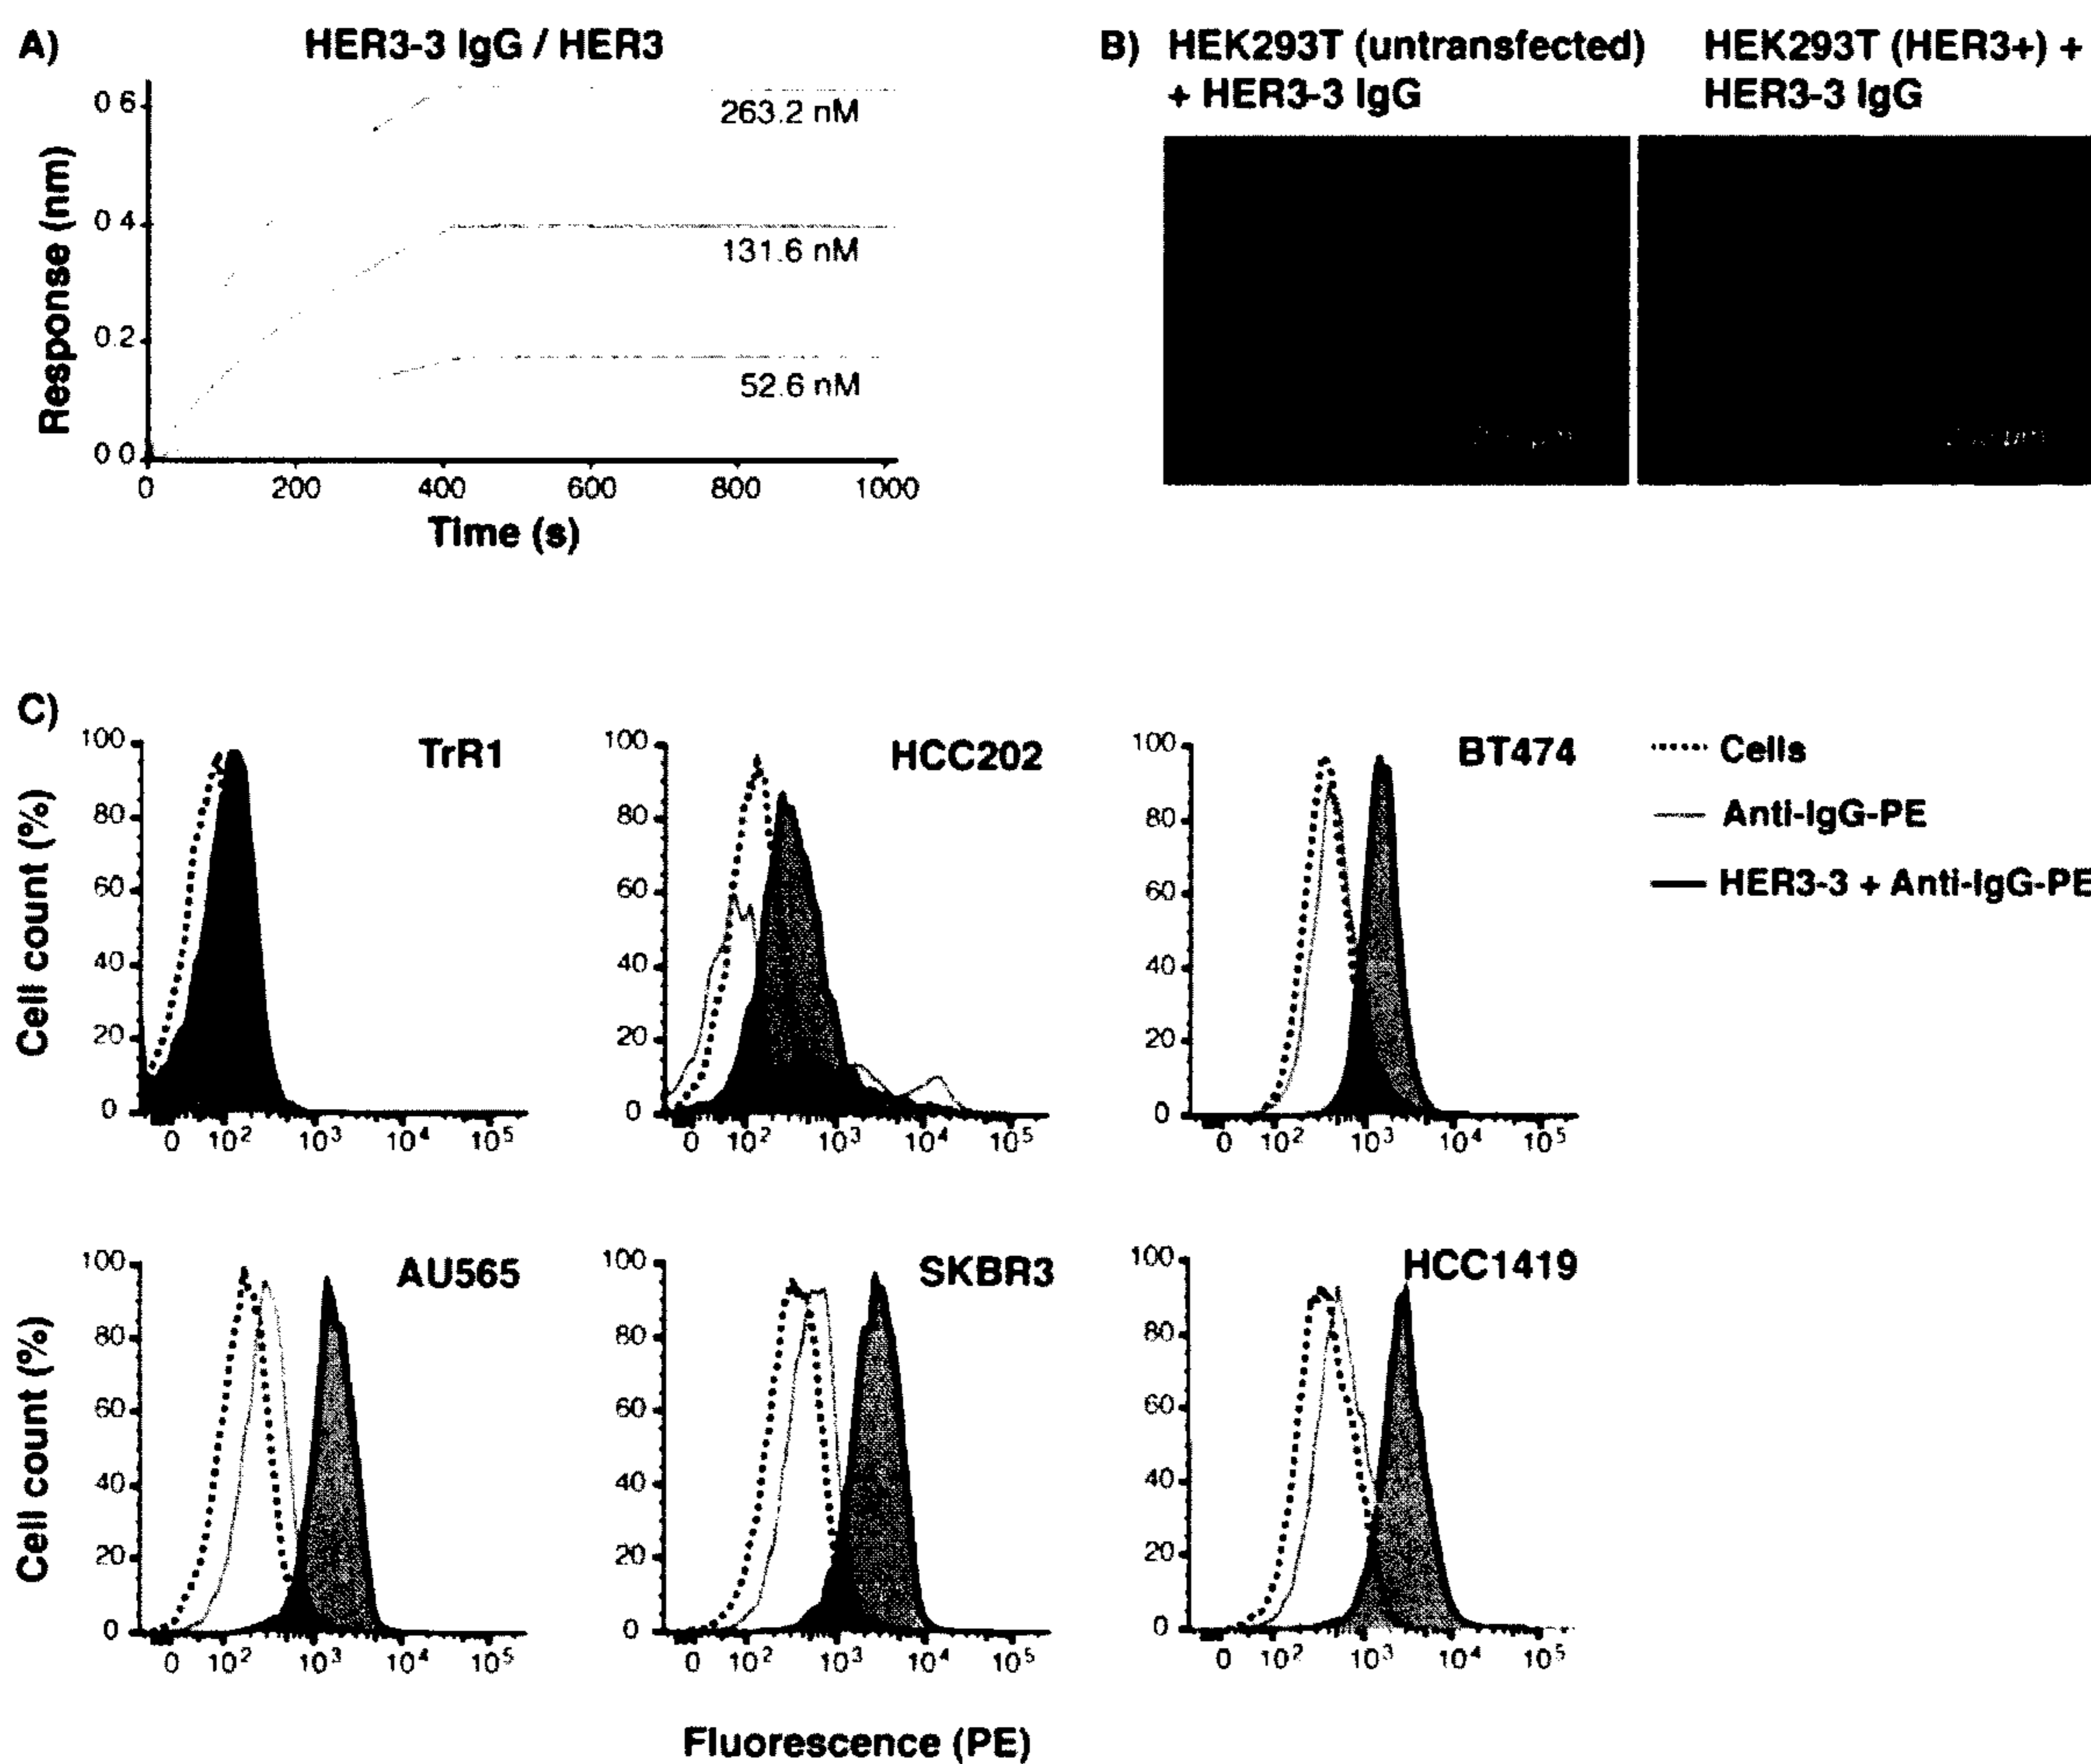 A)
HER3-3 IgG / HER3
Response (nm)
0 6
0 4
0.2
0 0
263.2 nM
131.6 nM
52.6 nM
0 200 400 600 800 1000
Time (s)
B)
HEK293T (untransfected)
+ HER3-3 IgG
HEK293T (HER3+) +
HER3-3 IgG
C)
Cell count (%)
100
80
60
40
20
0
TrR1
0 10² 10³ 10⁴ 10⁵
100
80
60
40
20
0
HCC202
0 10² 10³ 10⁴ 10⁵
100
80
60
40
20
0
BT474
0 10² 10³ 10⁴ 10⁵
Cells
Anti-IgG-PE
HER3-3 + Anti-IgG-PE
Cell count (%)
100
80
60
40
20
0
AU565
0 10² 10³ 10⁴ 10⁵
100
80
60
40
20
0
SKBR3
0 10² 10³ 10⁴ 10⁵
100
80
60
40
20
0
HCC1419
0 10² 10³ 10⁴ 10⁵
Fluorescence (PE)